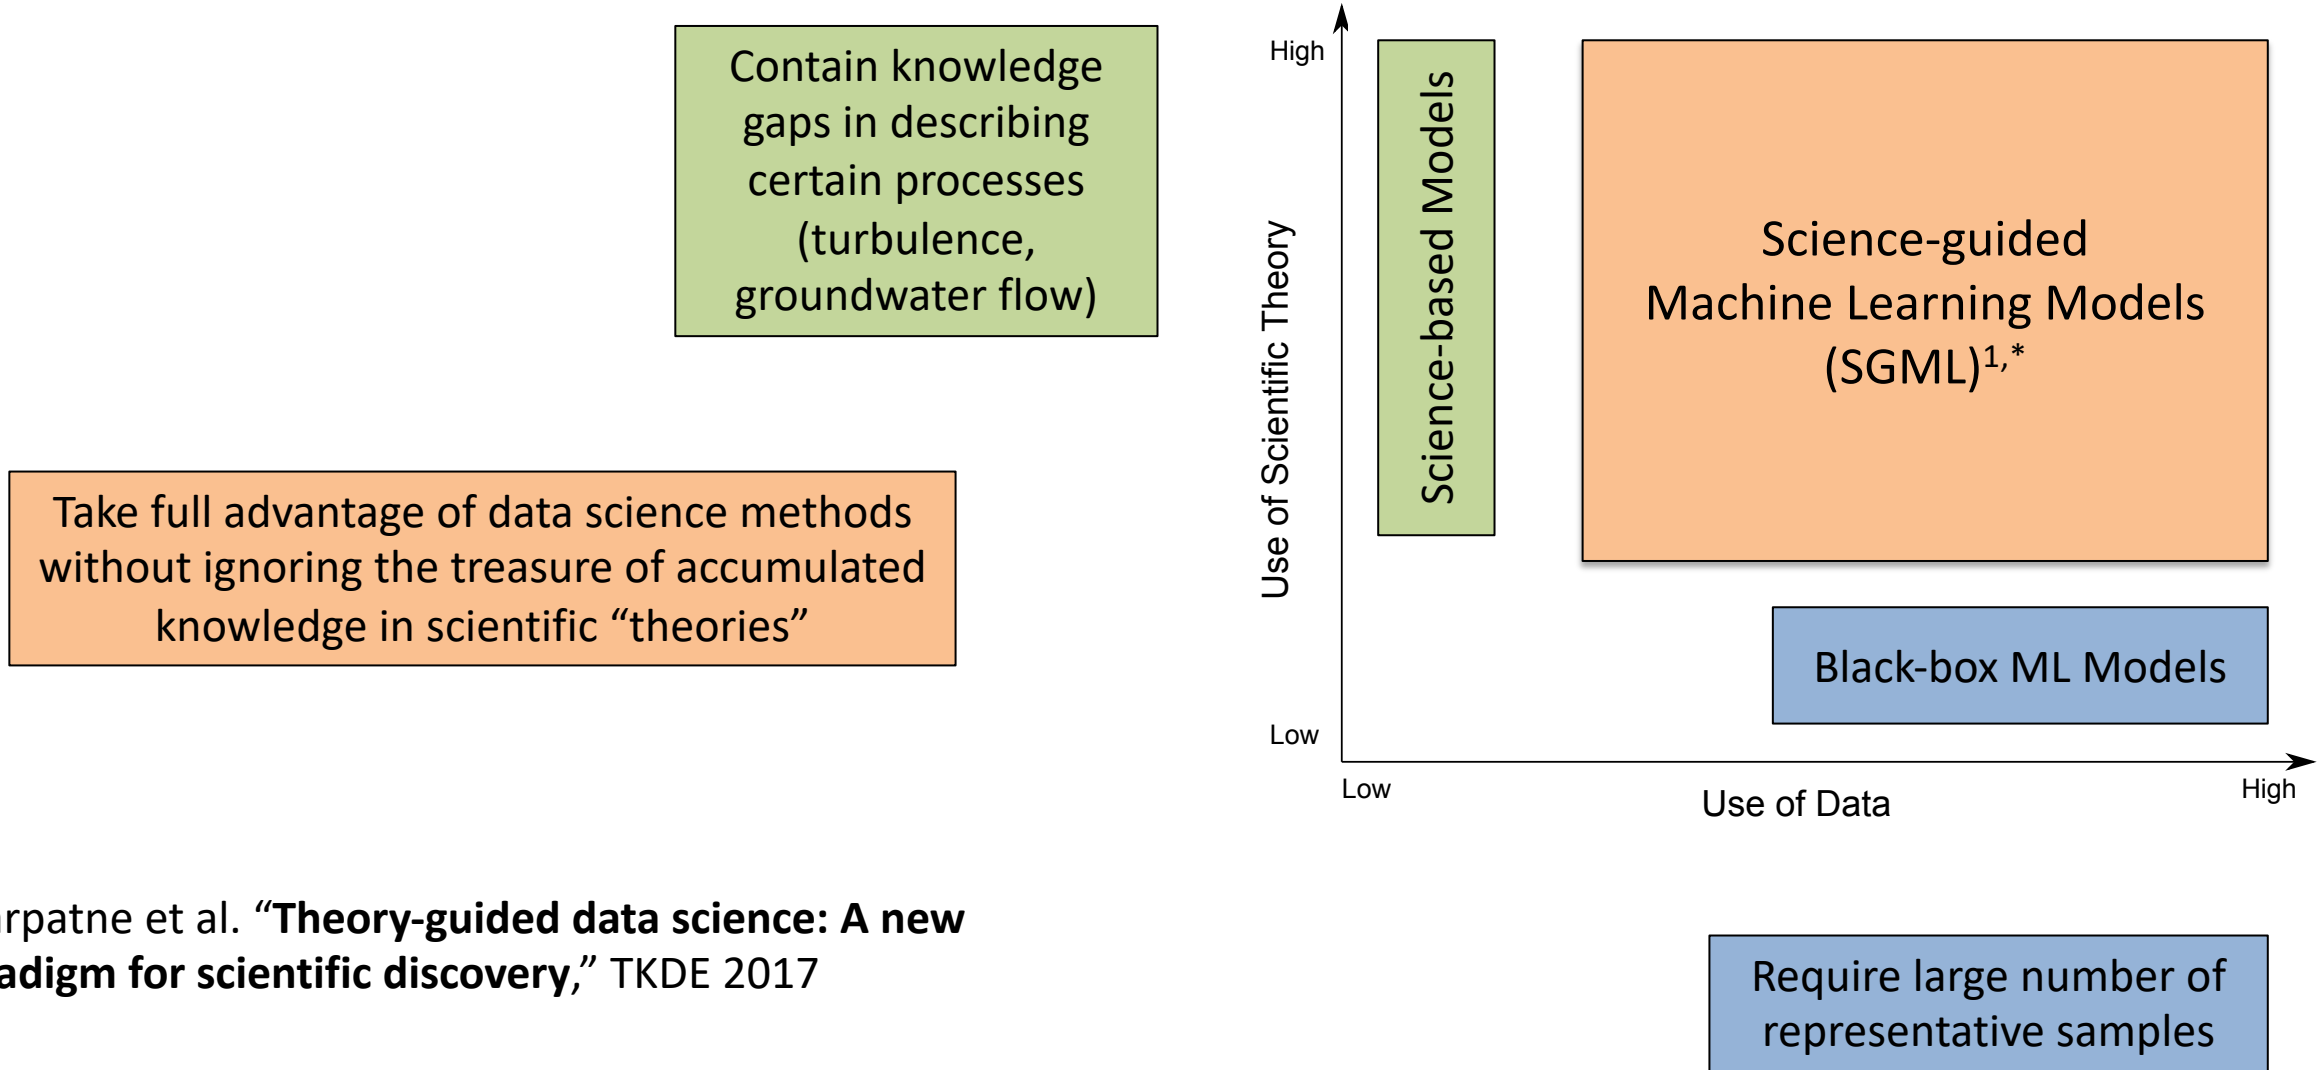 Contain knowledge
gaps in describing
certain processes
(turbulence,
groundwater flow)
Take full advantage of data science methods
without ignoring the treasure of accumulated
knowledge in scientific “theories”
High
Use of Scientific Theory
Low
Science-based Models
Science-guided
Machine Learning Models
(SGML)¹,*
Black-box ML Models
Low
Use of Data
High
rpatne et al. “Theory-guided data science: A new
adigm for scientific discovery,” TKDE 2017
Require large number of
representative samples